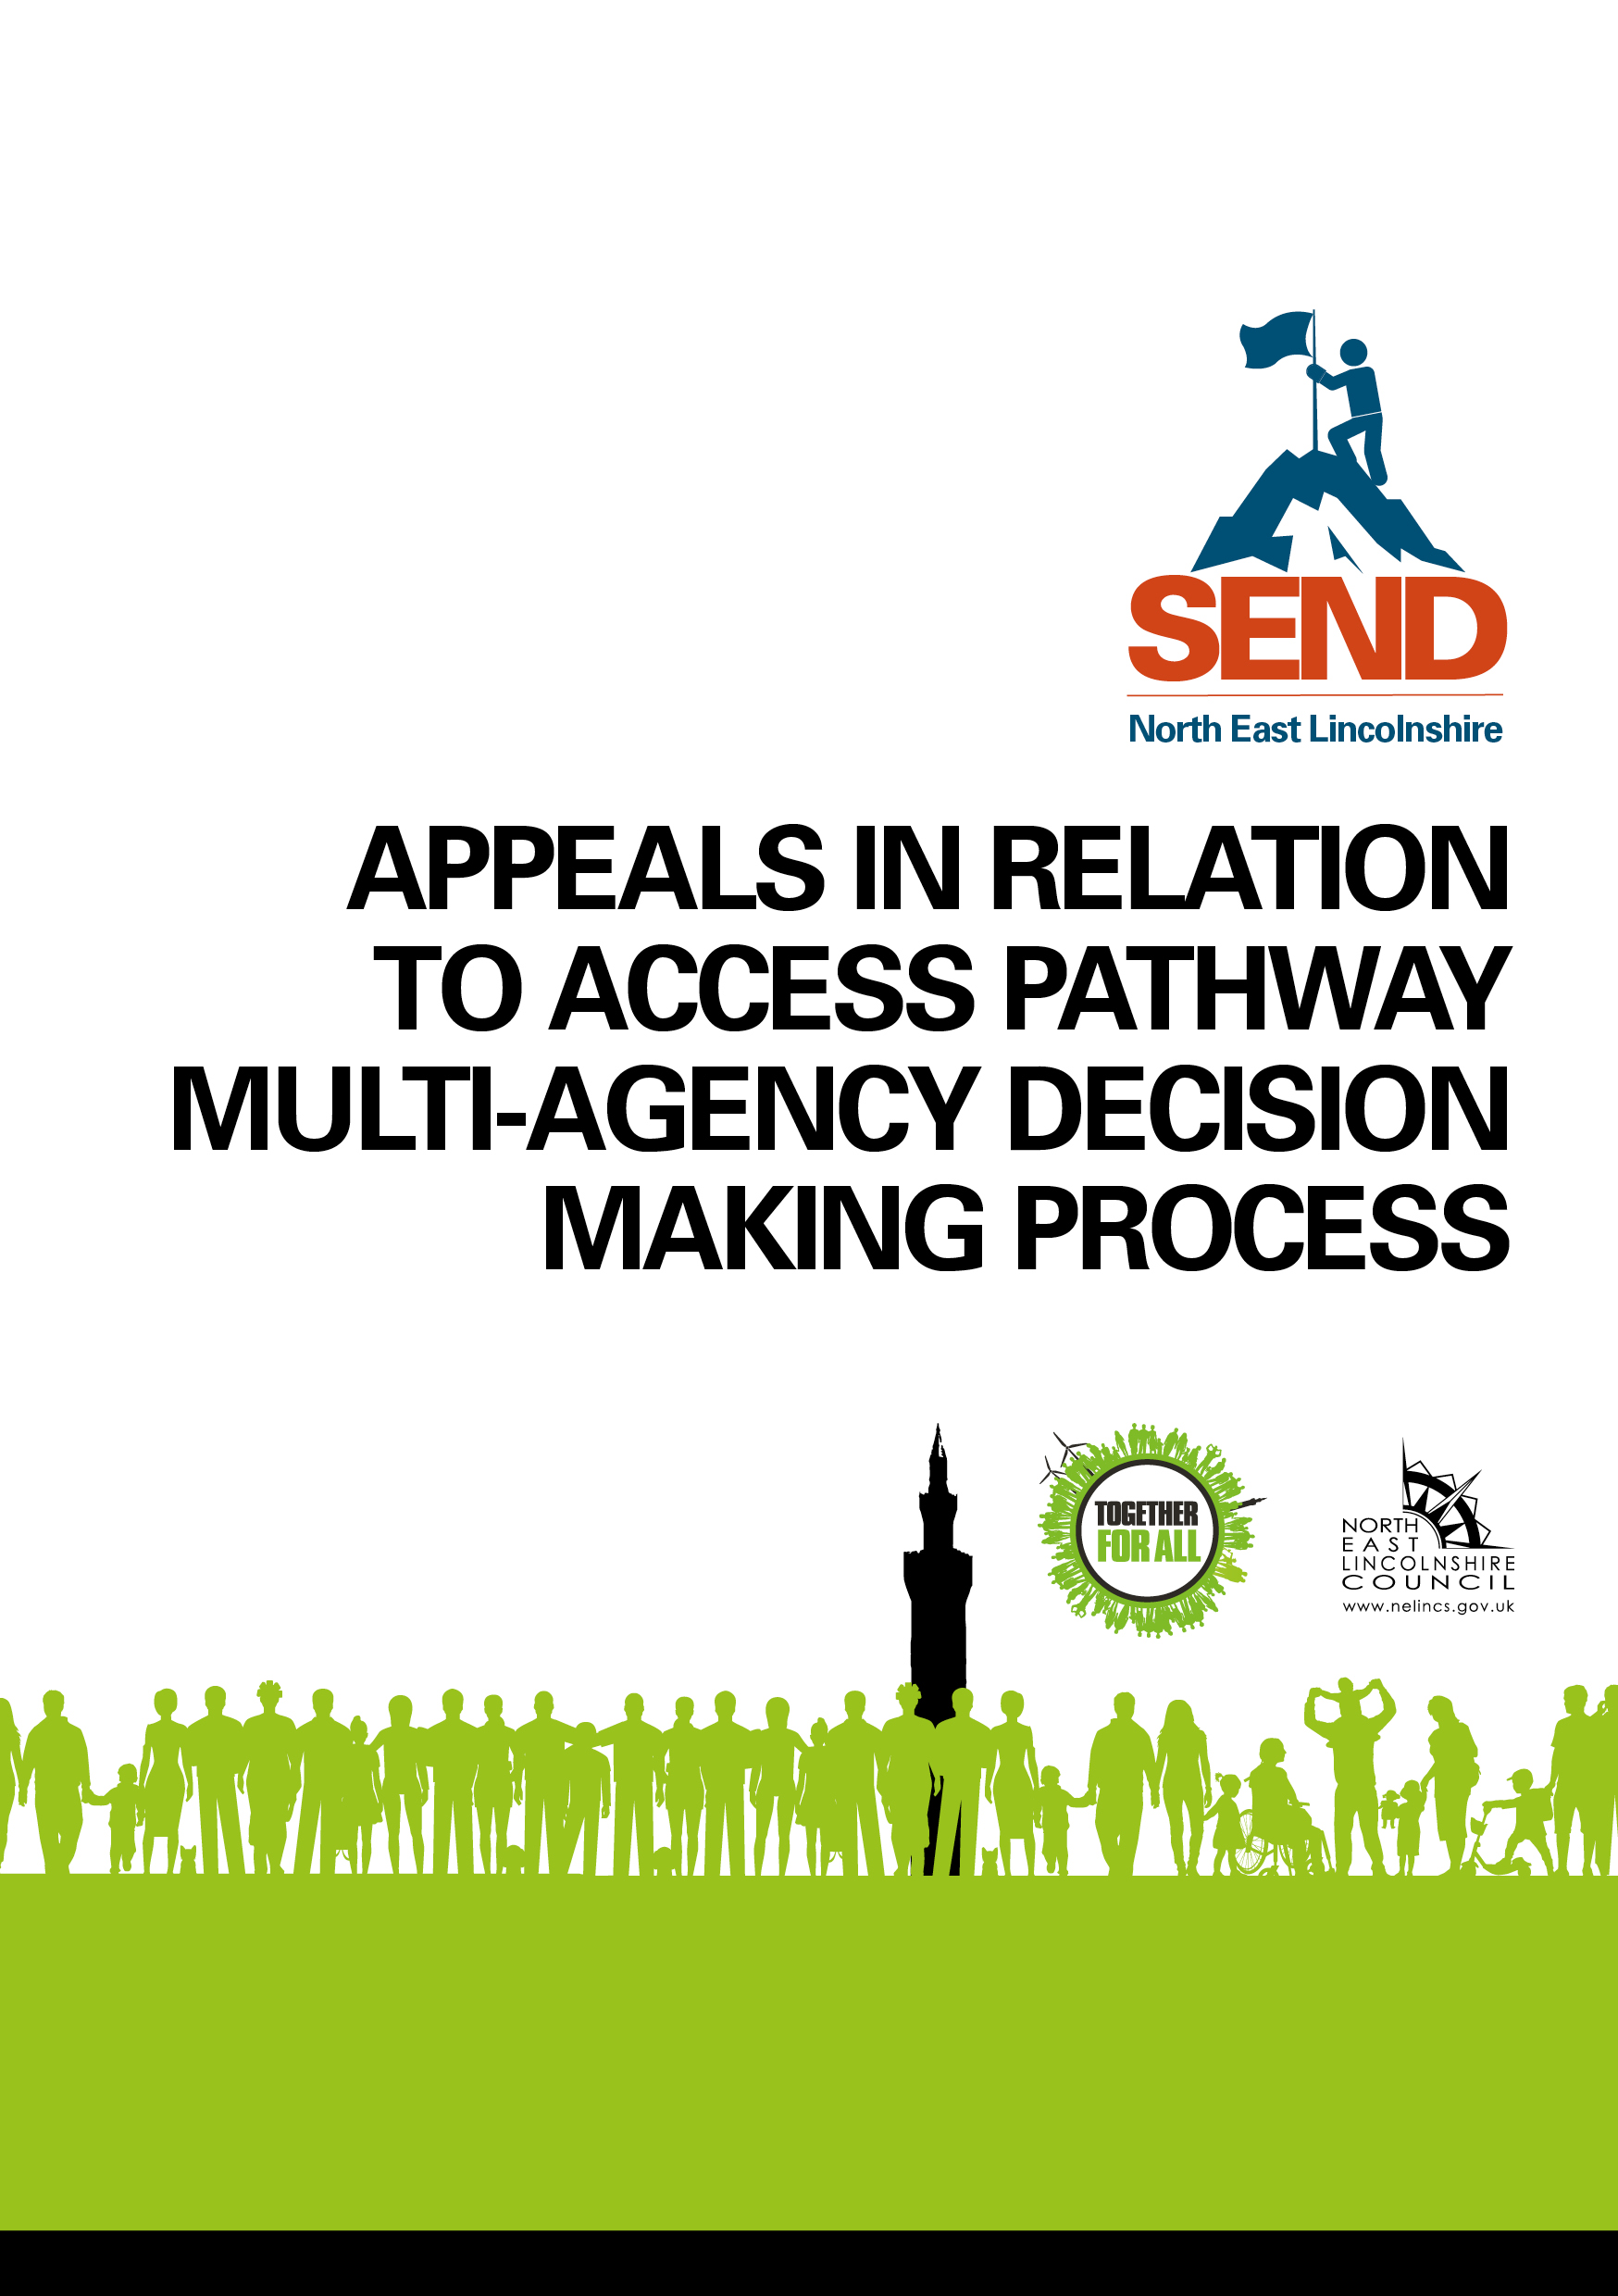 SEND
North East Lincolnshire
APPEALS IN RELATION
TO ACCESS PATHWAY
MULTI-AGENCY DECISION
MAKING PROCESS
TOGETHER
FOR ALL
NORTH
EAST
LINCOLNSHIRE
COUNCIL
www.nelincs.gov.uk